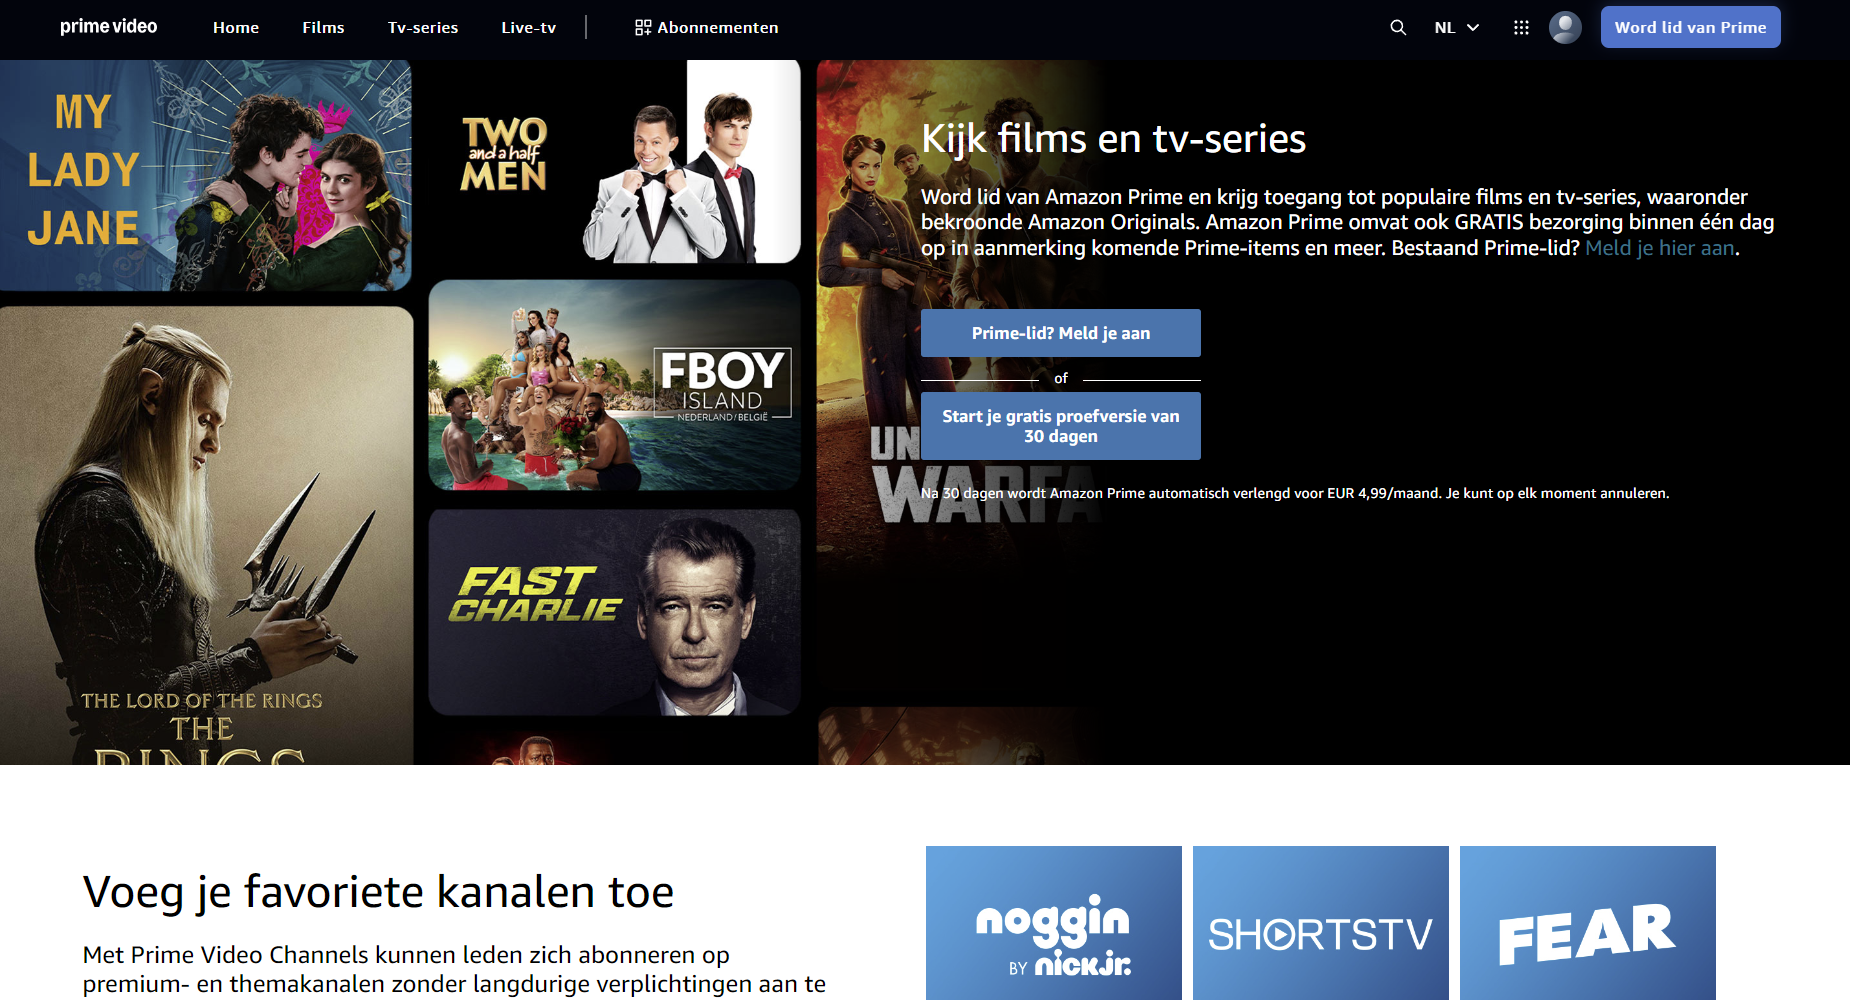 prime video
Home
Films
Tv-series
Live-tv
Abonnementen
NL
Word lid van Prime
MY
LADY
JANE
TWO
and a half
MEN
FBOY
ISLAND
NEDERLAND/BELGIË
FAST
CHARLIE
THE LORD OF THE RINGS
THE
RINGS
Kijk films en tv-series
Word lid van Amazon Prime en krijg toegang tot populaire films en tv-series, waaronder
bekroonde Amazon Originals. Amazon Prime omvat ook GRATIS bezorging binnen één dag
op in aanmerking komende Prime-items en meer. Bestaand Prime-lid? Meld je hier aan.
Prime-lid? Meld je aan
of
Start je gratis proefversie van
30 dagen
UN
WARFA
Na 30 dagen wordt Amazon Prime automatisch verlengd voor EUR 4,99/maand. Je kunt op elk moment annuleren.
Voeg je favoriete kanalen toe
Met Prime Video Channels kunnen leden zich abonneren op
premium- en themakanalen zonder langdurige verplichtingen aan te
noggin
BY nick jr.
SHORTSTV
FEAR